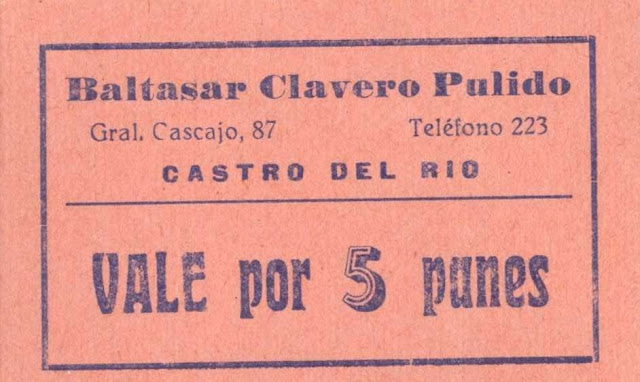 Baltasar Clavero Pulido
Gral. Cascajo, 87 Teléfono 223
CASTRO DEL RIO
VALE por 5 panes